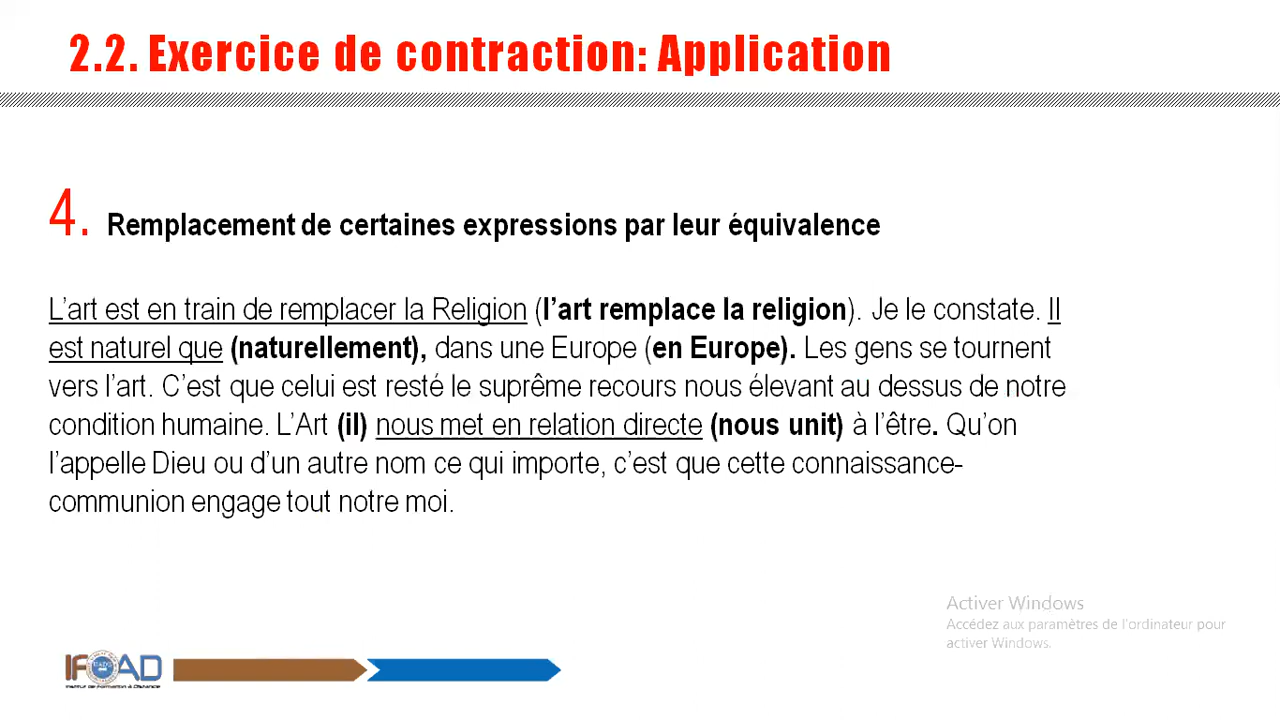 2.2. Exercice de contraction: Application
4. Remplacement de certaines expressions par leur équivalence
L’art est en train de remplacer la Religion (l’art remplace la religion). Je le constate. Il
est naturel que (naturellement), dans une Europe (en Europe). Les gens se tournent
vers l’art. C’est que celui est resté le suprême recours nous élevant au dessus de notre
condition humaine. L’Art (il) nous met en relation directe (nous unit) à l’être. Qu’on
l’appelle Dieu ou d’un autre nom ce qui importe, c’est que cette connaissance-
communion engage tout notre moi.
Activer Windows
Accédez aux paramètres de l'ordinateur pour
activer Windows.
IFOAD
Institut de Formation à Distance